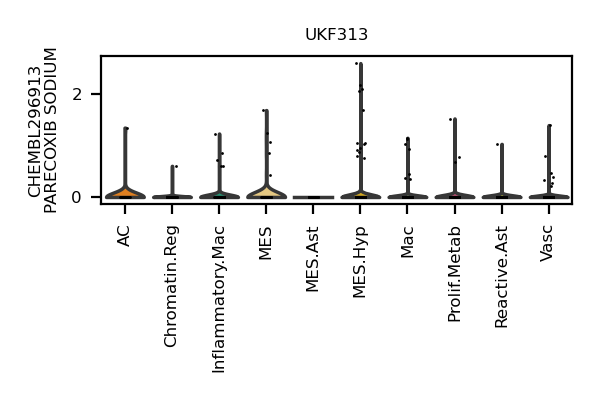 UKF313
CHEMBL296913
PARECOXIB SODIUM
2
0
AC
Chromatin.Reg
Inflammatory.Mac
MES
MES.Ast
MES.Hyp
Mac
Prolif.Metab
Reactive.Ast
Vasc